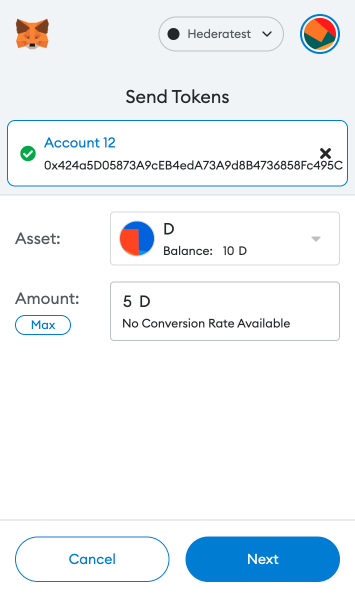 Hederatest
Send Tokens
Account 12
0x424a5D05873A9cEB4edA73A9d8B4736858Fc495C
Asset:
D
Balance: 10 D
Amount:
Max
5 D
No Conversion Rate Available
Cancel
Next